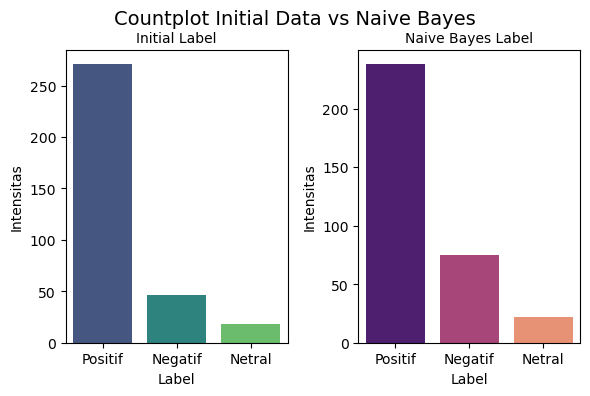 Countplot Initial Data vs Naive Bayes
Initial Label
Intensitas
250
200
150
100
50
0
Positif Negatif Netral
Label
Naive Bayes Label
Intensitas
200
150
100
50
0
Positif Negatif Netral
Label